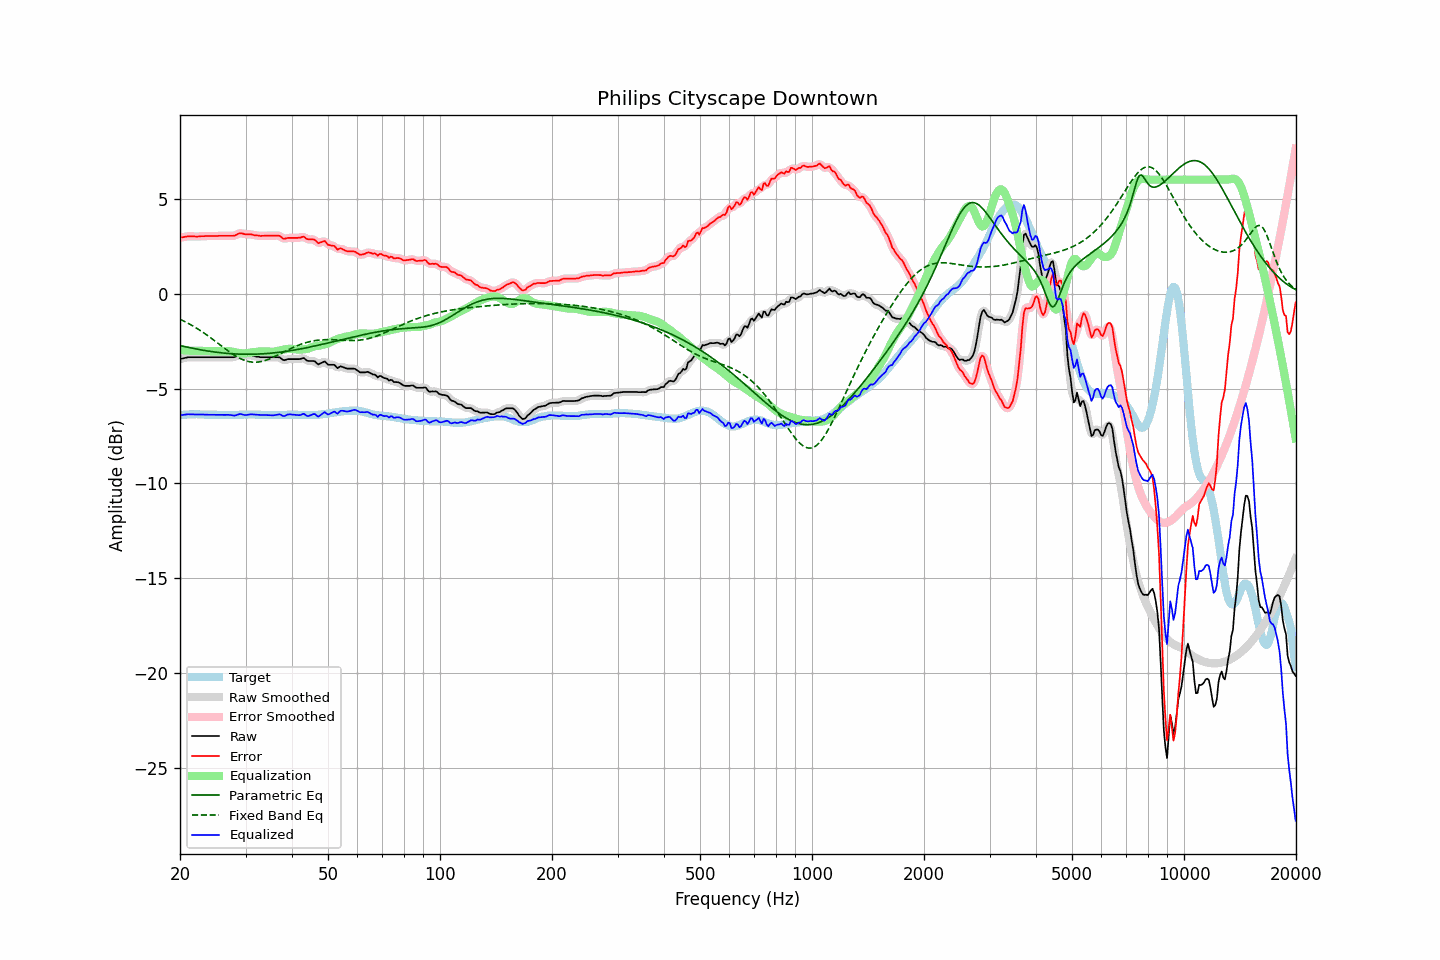 Philips Cityscape Downtown
Amplitude (dBr)
5
0
−5
−10
−15
−20
−25
Target
Raw Smoothed
Error Smoothed
Raw
Error
Equalization
Parametric Eq
Fixed Band Eq
Equalized
20 50 100 200 500 1000 2000 5000 10000 20000
Frequency (Hz)